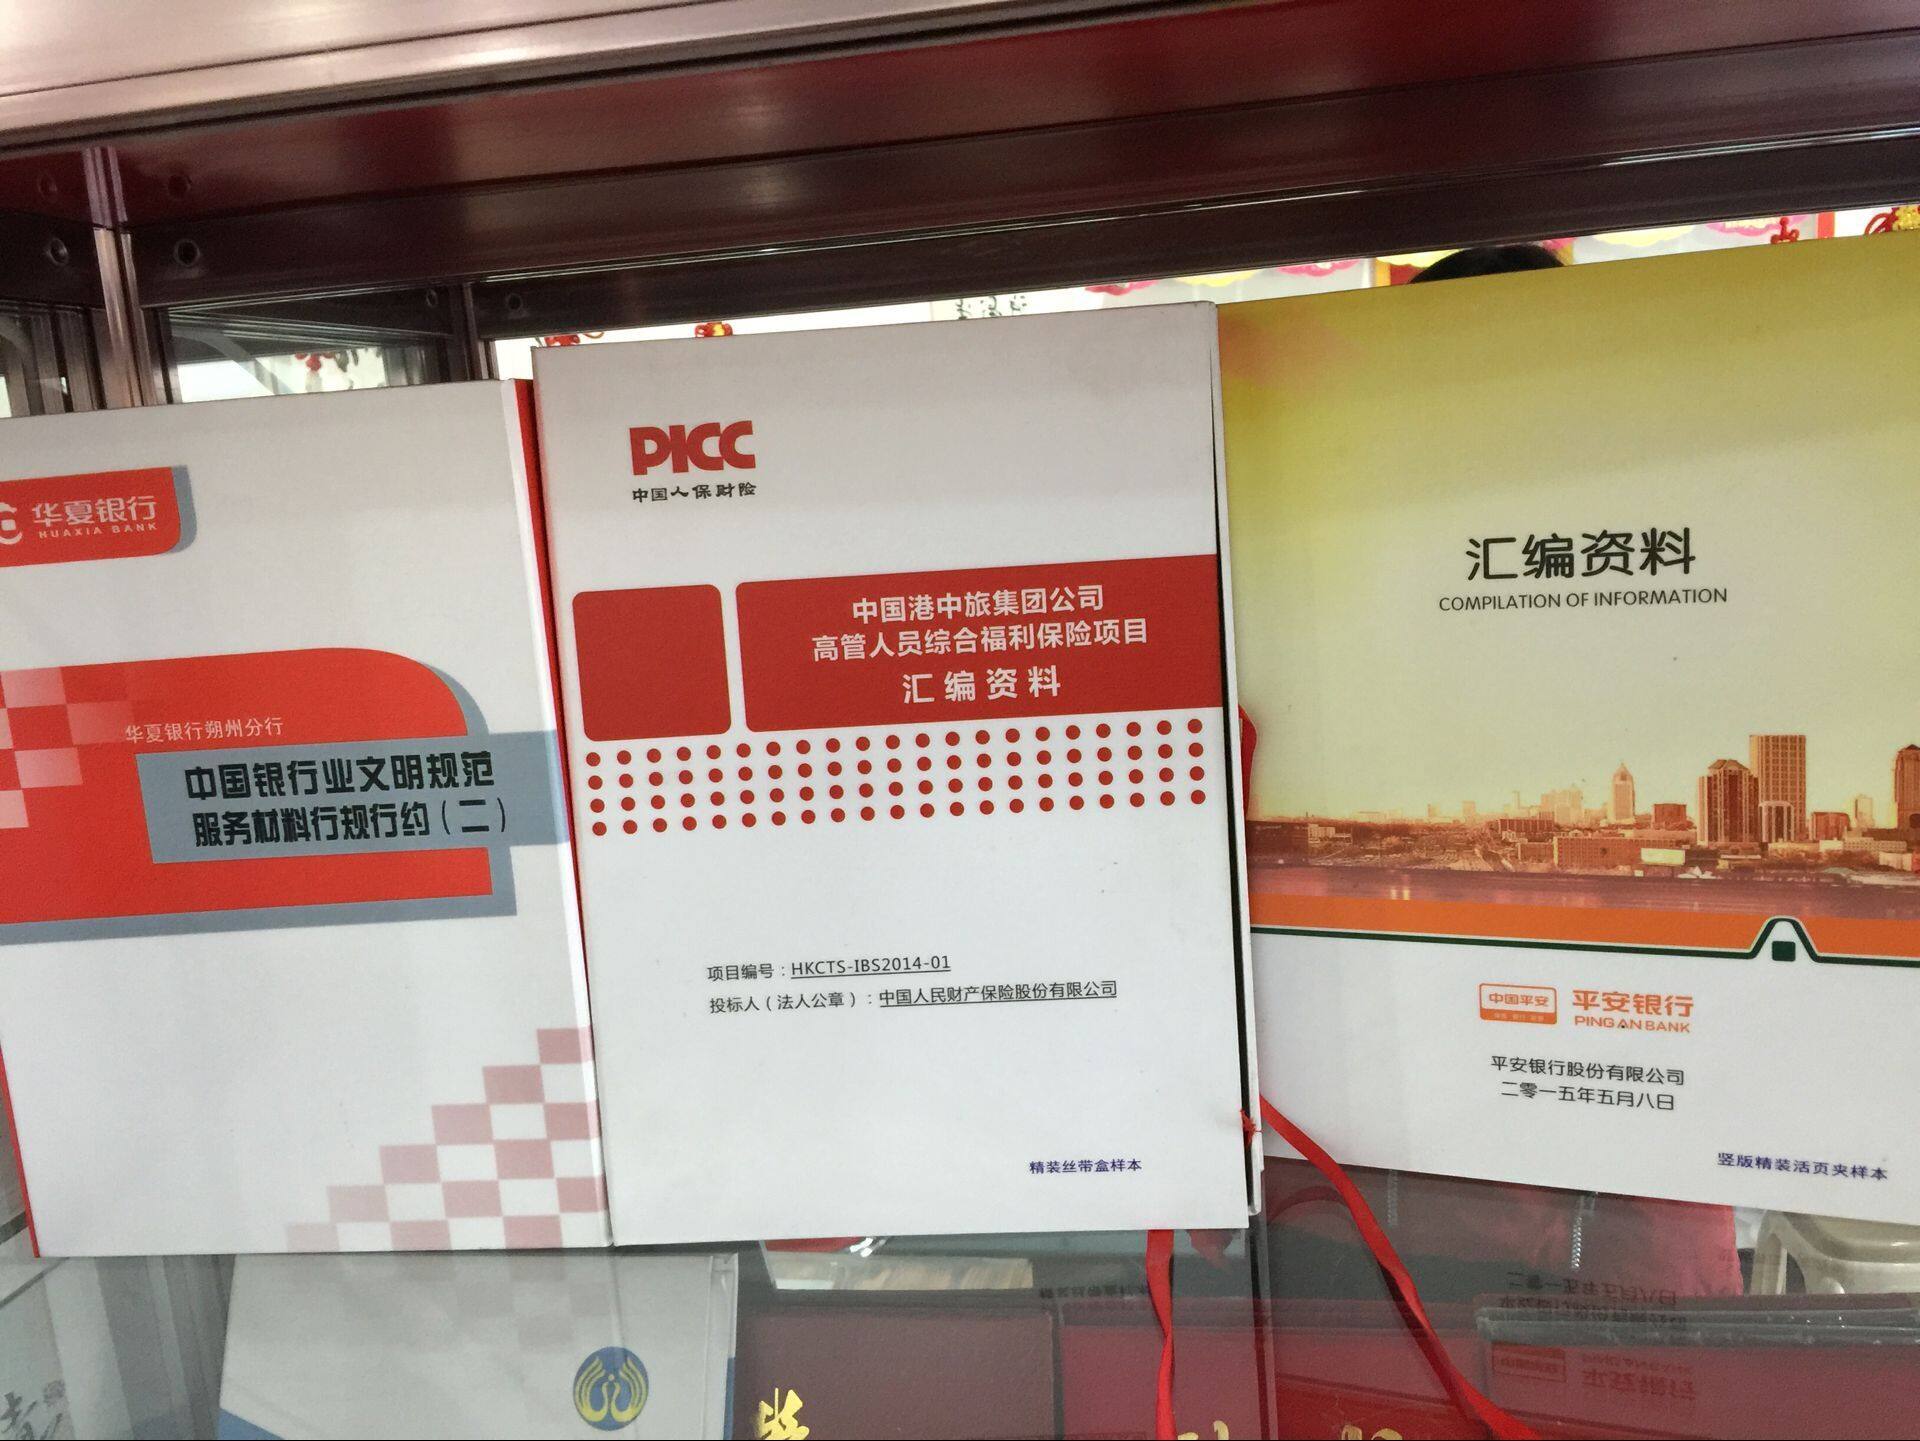 华夏银行
HUAXIA BANK
华夏银行朔州分行
中国银行业文明规范
服务材料行规行约（二）
PICC
中国人保财险
中国港中旅集团公司
高管人员综合福利保险项目
汇编资料
项目编号：HKCTS-IBS2014-01
投标人（法人公章）：中国人民财产保险股份有限公司
精装丝带盒样本
汇编资料
COMPILATION OF INFORMATION
中国平安
平安银行
PING AN BANK
平安银行股份有限公司
二零一五年五月八日
竖版精装活页夹样本